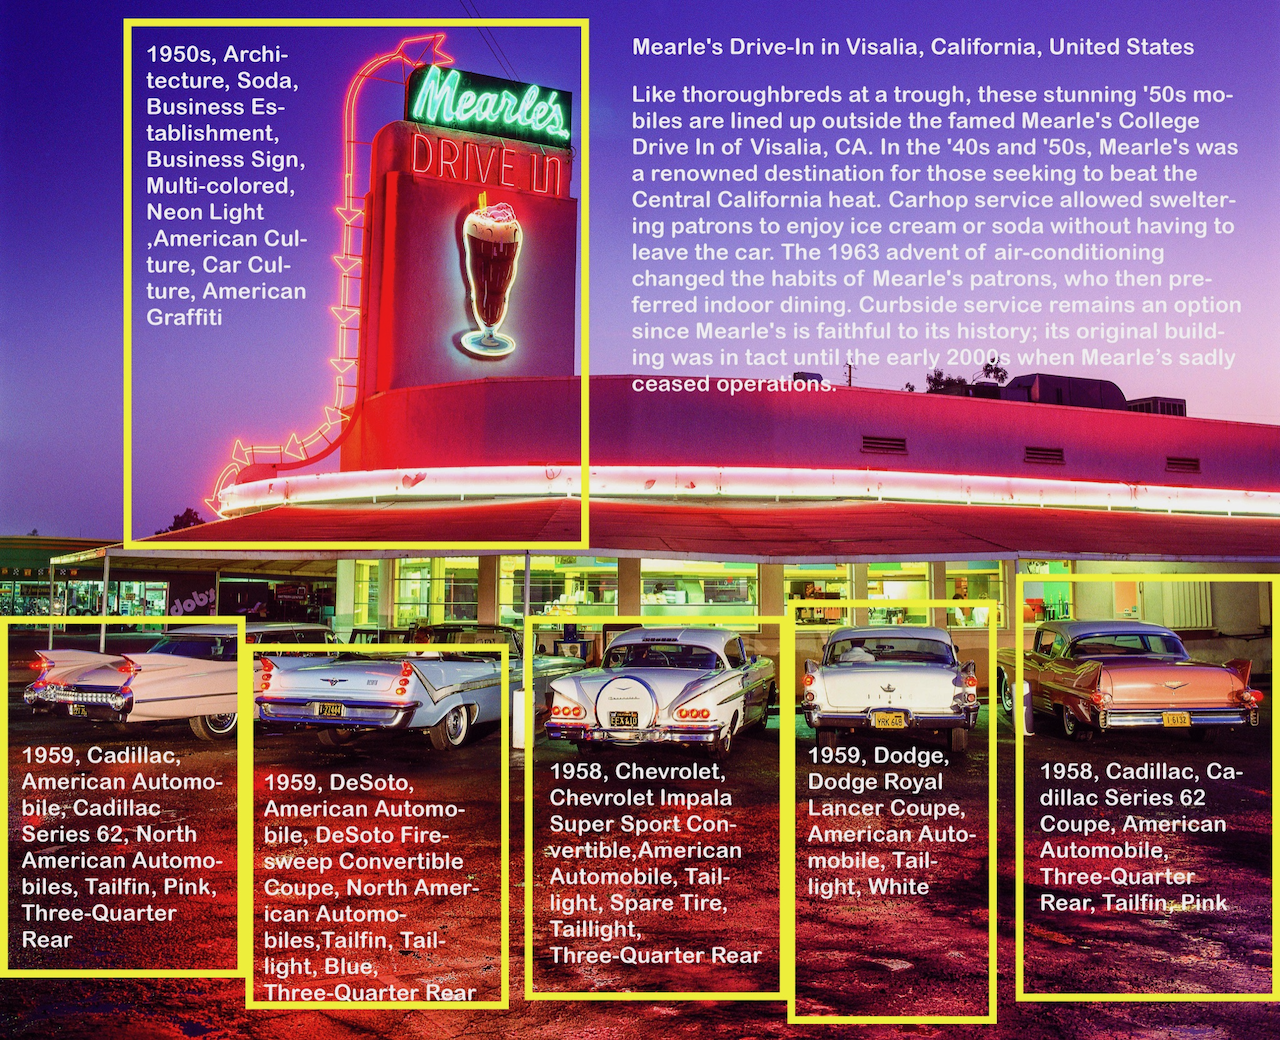 1950s, Archi-
tecture, Soda,
Business Es-
tablishment,
Business Sign,
Multi-colored,
Neon Light
,American Cul-
ture, Car Cul-
ture, American
Graffiti
Mearle's
DRIVE In
Mearle's Drive-In in Visalia, California, United States
Like thoroughbreds at a trough, these stunning '50s mo-
biles are lined up outside the famed Mearle's College
Drive In of Visalia, CA. In the '40s and '50s, Mearle's was
a renowned destination for those seeking to beat the
Central California heat. Carhop service allowed swelter-
ing patrons to enjoy ice cream or soda without having to
leave the car. The 1963 advent of air-conditioning
changed the habits of Mearle's patrons, who then pre-
ferred indoor dining. Curbside service remains an option
since Mearle's is faithful to its history; its original build-
ing was in tact until the early 2000s when Mearle’s sadly
ceased operations.
doby
1959, Cadillac,
American Automo-
bile, Cadillac
Series 62, North
American Automo-
biles, Tailfin, Pink,
Three-Quarter
Rear
1959, DeSoto,
American Automo-
bile, DeSoto Fire-
sweep Convertible
Coupe, North Amer-
ican Automo-
biles,Tailfin, Tail-
light, Blue,
Three-Quarter Rear
1958, Chevrolet,
Chevrolet Impala
Super Sport Con-
vertible,American
Automobile, Tail-
light, Spare Tire,
Taillight,
Three-Quarter Rear
YRK 648
1959, Dodge,
Dodge Royal
Lancer Coupe,
American Auto-
mobile, Tail-
light, White
1958, Cadillac, Ca-
dillac Series 62
Coupe, American
Automobile,
Three-Quarter
Rear, Tailfin, Pink